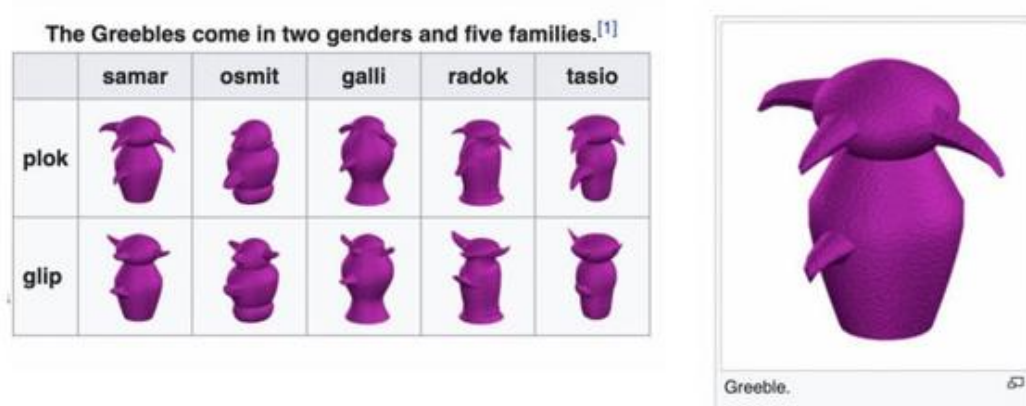 The Greebles come in two genders and five families.[1]
samar osmit galli radok tasio
plok
glip
Greeble.